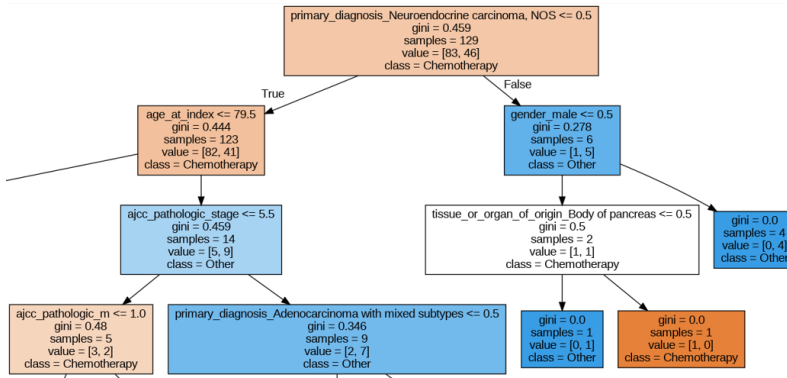 primary_diagnosis_Neuroendocrine carcinoma, NOS <= 0.5
gini = 0.459
samples = 129
value = [83, 46]
class = Chemotherapy
True
False
age_at_index <= 79.5
gini = 0.444
samples = 123
value = [82, 41]
class = Chemotherapy
gender_male <= 0.5
gini = 0.278
samples = 6
value = [1, 5]
class = Other
ajcc_pathologic_stage <= 5.5
gini = 0.459
samples = 14
value = [5, 9]
class = Other
tissue_or_organ_of_origin_Body of pancreas <= 0.5
gini = 0.5
samples = 2
value = [1, 1]
class = Chemotherapy
gini = 0.0
samples = 4
value = [0, 4]
class = Other
ajcc_pathologic_m <= 1.0
gini = 0.48
samples = 5
value = [3, 2]
class = Chemotherapy
primary_diagnosis_Adenocarcinoma with mixed subtypes <= 0.5
gini = 0.346
samples = 9
value = [2, 7]
class = Other
gini = 0.0
samples = 1
value = [0, 1]
class = Other
gini = 0.0
samples = 1
value = [1, 0]
class = Chemotherapy